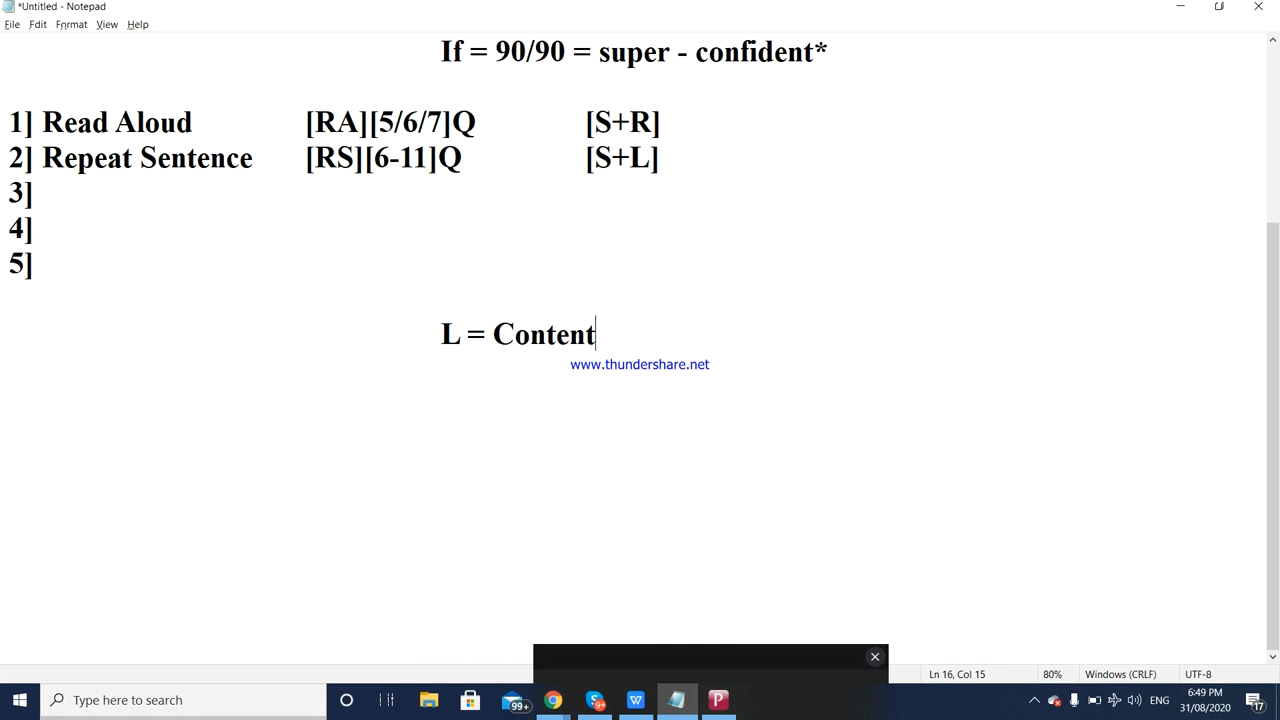 *Untitled - Notepad
File Edit Format View Help
If = 90/90 = super - confident*
1] Read Aloud [RA][5/6/7]Q [S+R]
2] Repeat Sentence [RS][6-11]Q [S+L]
3]
4]
5]
L = Content
www.thundershare.net
Ln 16, Col 15 80% Windows (CRLF) UTF-8
Type here to search 99+ 9+ W P ENG 6:49 PM 31/08/2020 17